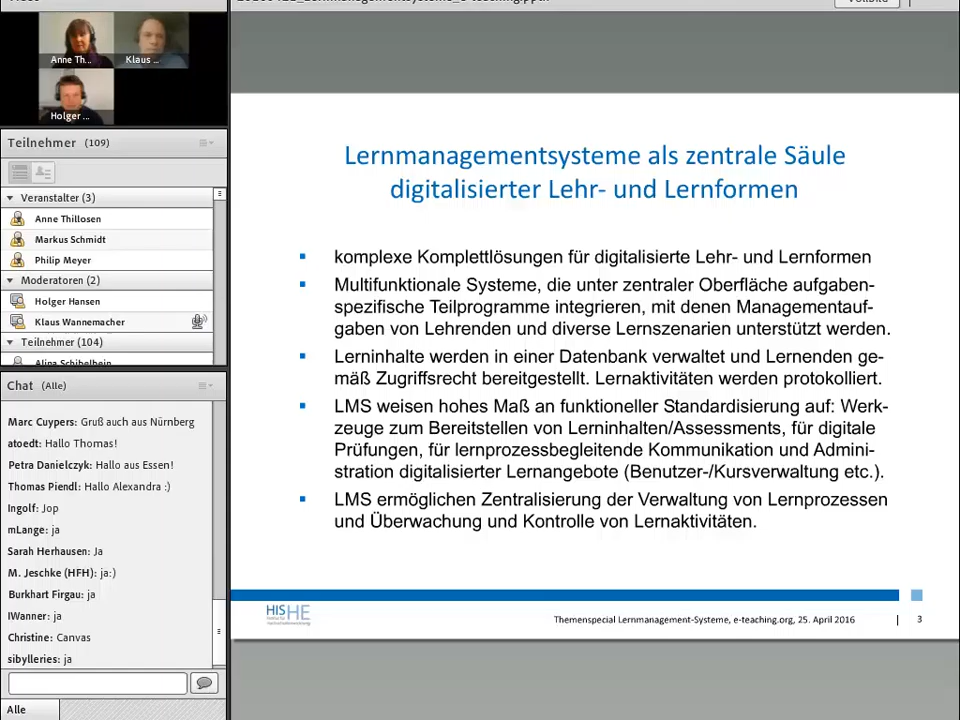 Anne Th...
Klaus ...
Holger ...
Teilnehmer (109)
Veranstalter (3)
Anne Thillosen
Markus Schmidt
Philip Meyer
Moderatoren (2)
Holger Hansen
Klaus Wannemacher
Teilnehmer (104)
Alina Schibelbein
Chat (Alle)
Marc Cuypers: Gruß auch aus Nürnberg
atoedt: Hallo Thomas!
Petra Danielczyk: Hallo aus Essen!
Thomas Piendl: Hallo Alexandra :)
Ingolf: Jop
mLange: ja
Sarah Herhausen: Ja
M. Jeschke (HFH): ja:)
Burkhart Firgau: ja
IWanner: ja
Christine: Canvas
sibylleries: ja
Alle
Vollbild
Lernmanagementsysteme als zentrale Säule
digitalisierter Lehr- und Lernformen
komplexe Komplettlösungen für digitalisierte Lehr- und Lernformen
Multifunktionale Systeme, die unter zentraler Oberfläche aufgaben-
spezifische Teilprogramme integrieren, mit denen Managementauf-
gaben von Lehrenden und diverse Lernszenarien unterstützt werden.
Lerninhalte werden in einer Datenbank verwaltet und Lernenden ge-
mäß Zugriffsrecht bereitgestellt. Lernaktivitäten werden protokolliert.
LMS weisen hohes Maß an funktioneller Standardisierung auf: Werk-
zeuge zum Bereitstellen von Lerninhalten/Assessments, für digitale
Prüfungen, für lernprozessbegleitende Kommunikation und Admini-
stration digitalisierter Lernangebote (Benutzer-/Kursverwaltung etc.).
LMS ermöglichen Zentralisierung der Verwaltung von Lernprozessen
und Überwachung und Kontrolle von Lernaktivitäten.
HIS HE
Themenspecial Lernmanagement-Systeme, e-teaching.org, 25. April 2016 | 3